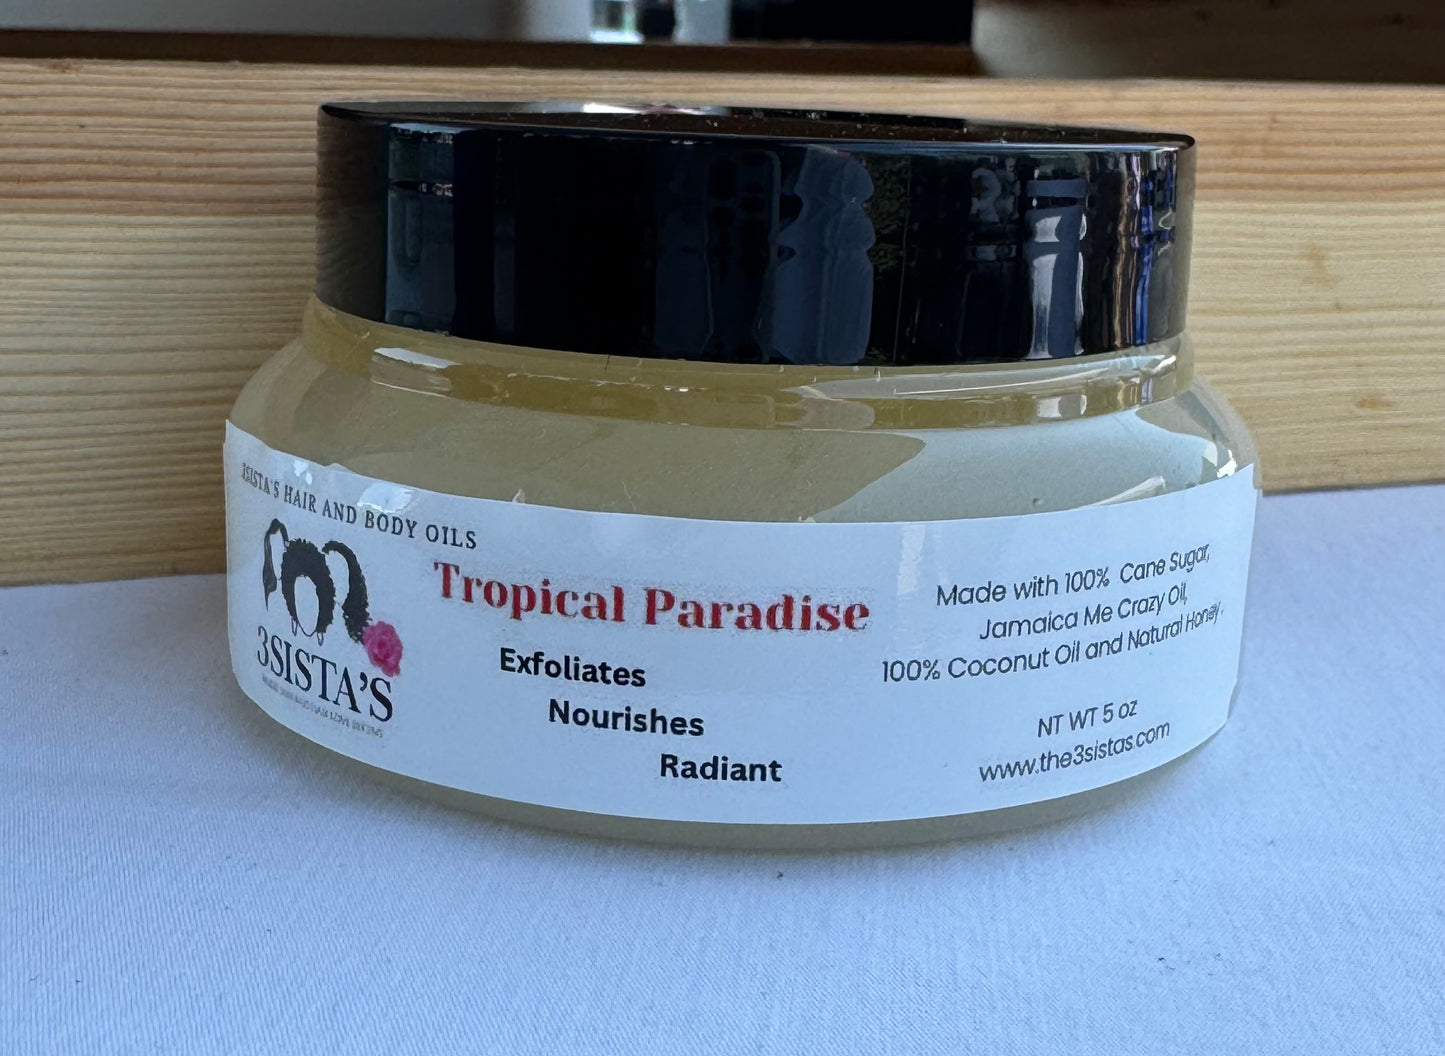 3SISTA'S HAIR AND BODY OILS
3SISTA'S
Tropical Paradise
Exfoliates
Nourishes
Radiant
Made with 100% Cane Sugar,
Jamaica Me Crazy Oil,
100% Coconut Oil and Natural Honey.
NT WT 5 oz
www.the3sistas.com